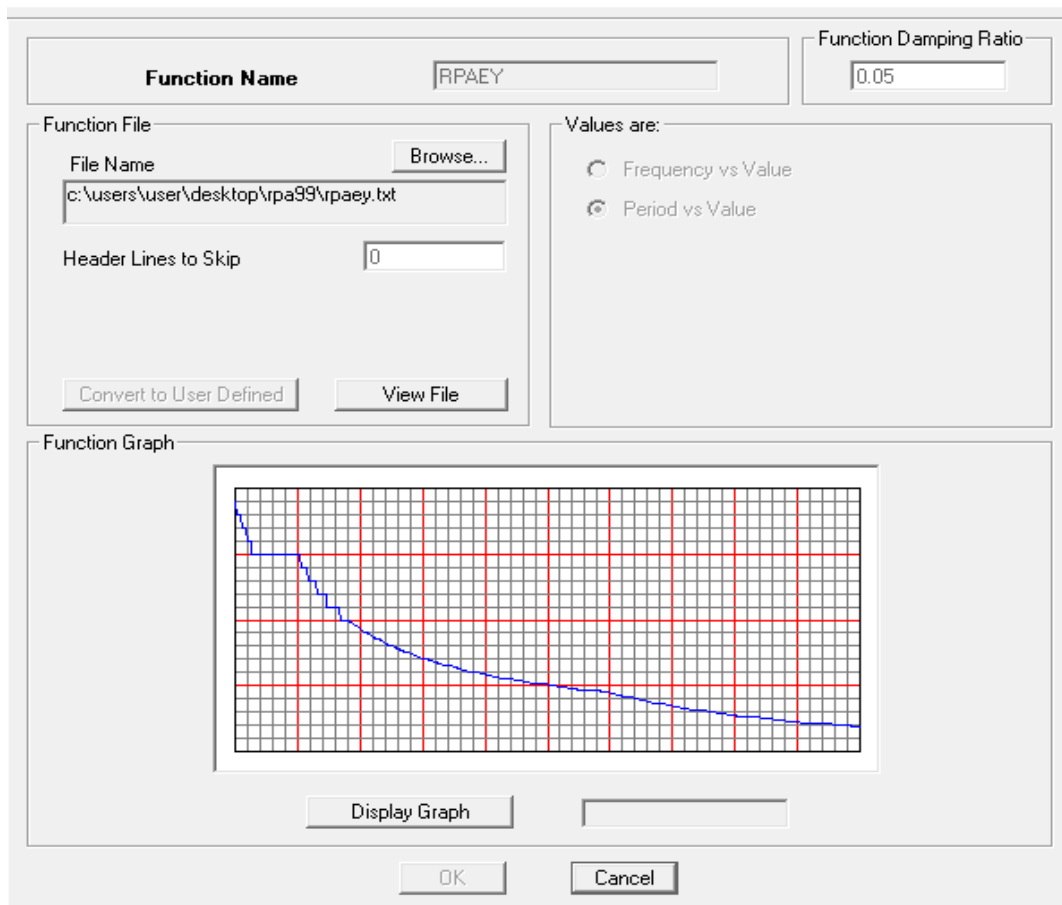 Function Damping Ratio
Function Name
RPAEY
0.05
Function File
Values are:
File Name
Browse...
c:\users\user\desktop\rpa99\rpaey.txt
Header Lines to Skip
0
Convert to User Defined
View File
Frequency vs Value
Period vs Value
Function Graph
Display Graph
OK
Cancel